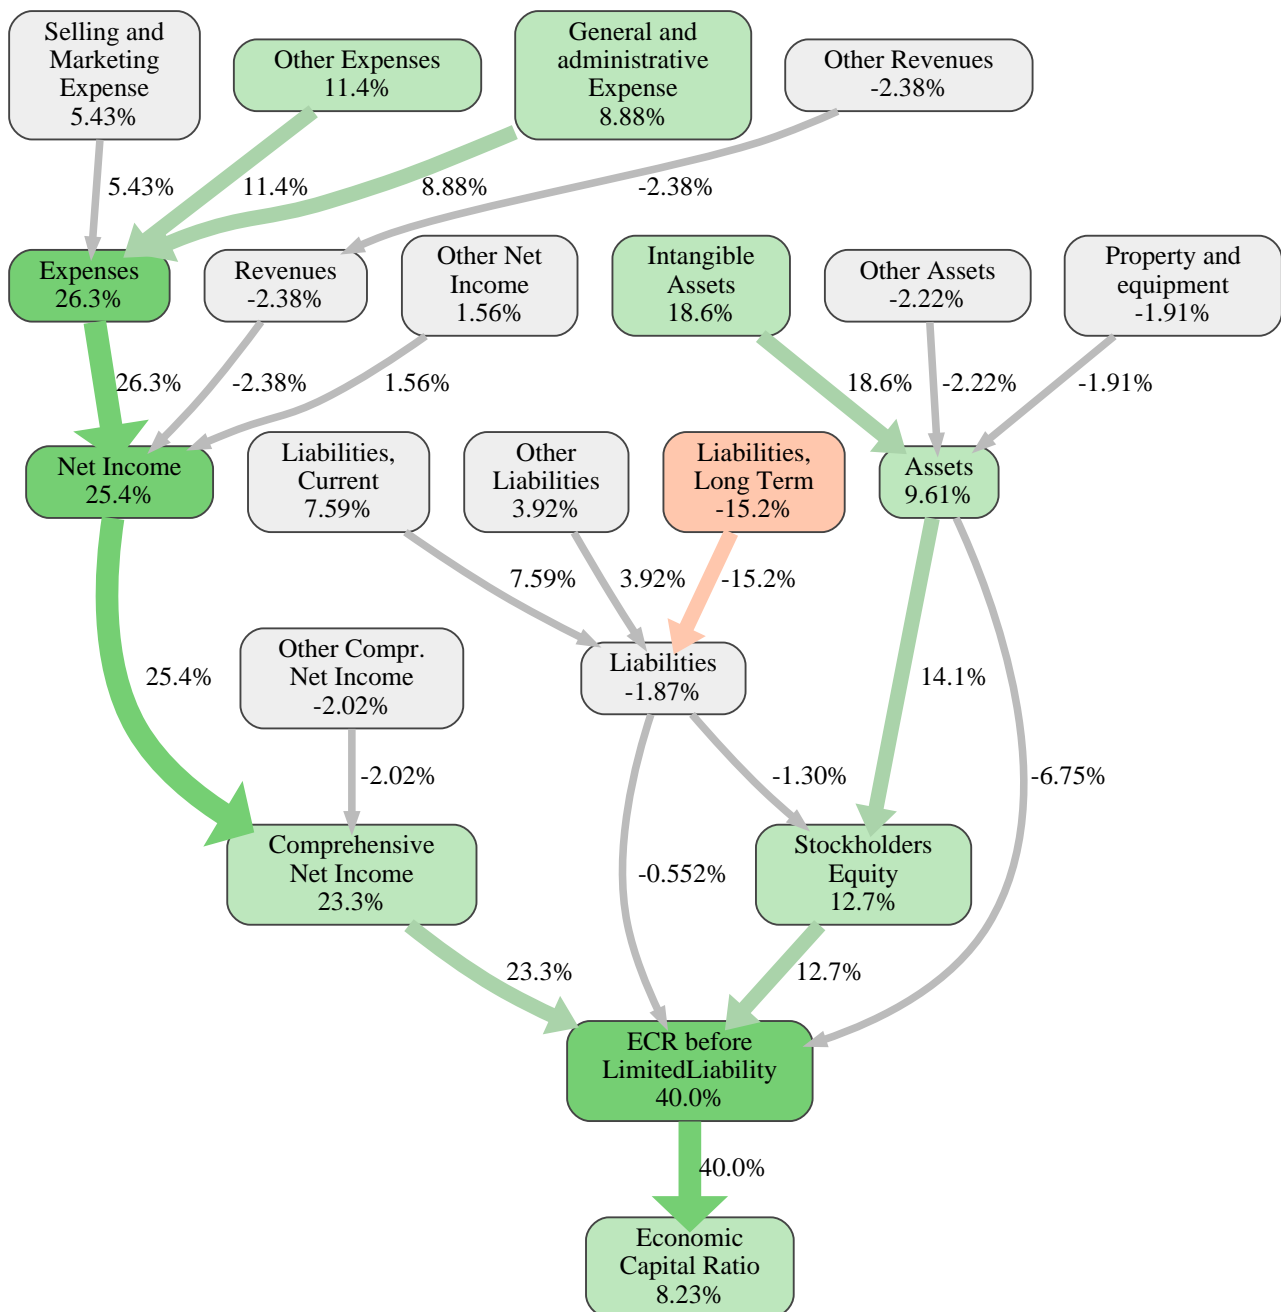 Selling and
Marketing
Expense
5.43%
Other Expenses
11.4%
General and
administrative
Expense
8.88%
Other Revenues
-2.38%
5.43%
11.4%
8.88%
-2.38%
Expenses
26.3%
Revenues
-2.38%
Other Net
Income
1.56%
Intangible
Assets
18.6%
Other Assets
-2.22%
Property and
equipment
-1.91%
26.3%
-2.38%
1.56%
18.6%
-2.22%
-1.91%
Net Income
25.4%
Liabilities,
Current
7.59%
Other
Liabilities
3.92%
Liabilities,
Long Term
-15.2%
Assets
9.61%
7.59%
3.92%
-15.2%
25.4%
Other Compr.
Net Income
-2.02%
Liabilities
-1.87%
14.1%
-2.02%
-1.30%
-6.75%
Comprehensive
Net Income
23.3%
-0.552%
Stockholders
Equity
12.7%
23.3%
12.7%
ECR before
LimitedLiability
40.0%
40.0%
Economic
Capital Ratio
8.23%